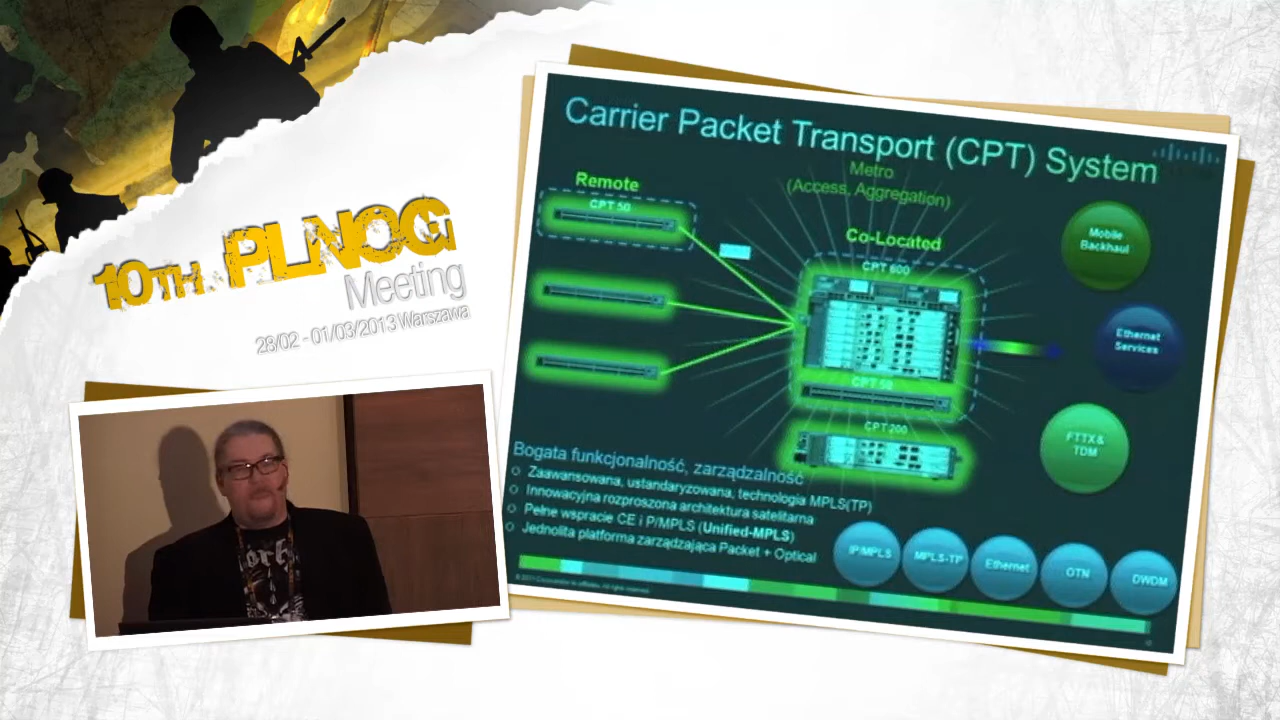 10TH PLNOG
Meeting
28/02 - 01/03/2013 Warszawa
Carrier Packet Transport (CPT) System
Metro
(Access, Aggregation)
Remote
CPT 50
Co-Located
CPT 600
CPT 50
CPT 200
Mobile
Backhaul
Ethernet
Services
FTTX &
TDM
Bogata funkcjonalność, zarządzalność
Zaawansowana, ustandaryzowana, technologia MPLS(TP)
Innowacyjna rozproszona architektura satelitarna
Pełne wsparcie CE i P/MPLS (Unified-MPLS)
Jednolita platforma zarządzająca Packet + Optical
IP/MPLS
MPLS-TP
Ethernet
OTN
DWDM